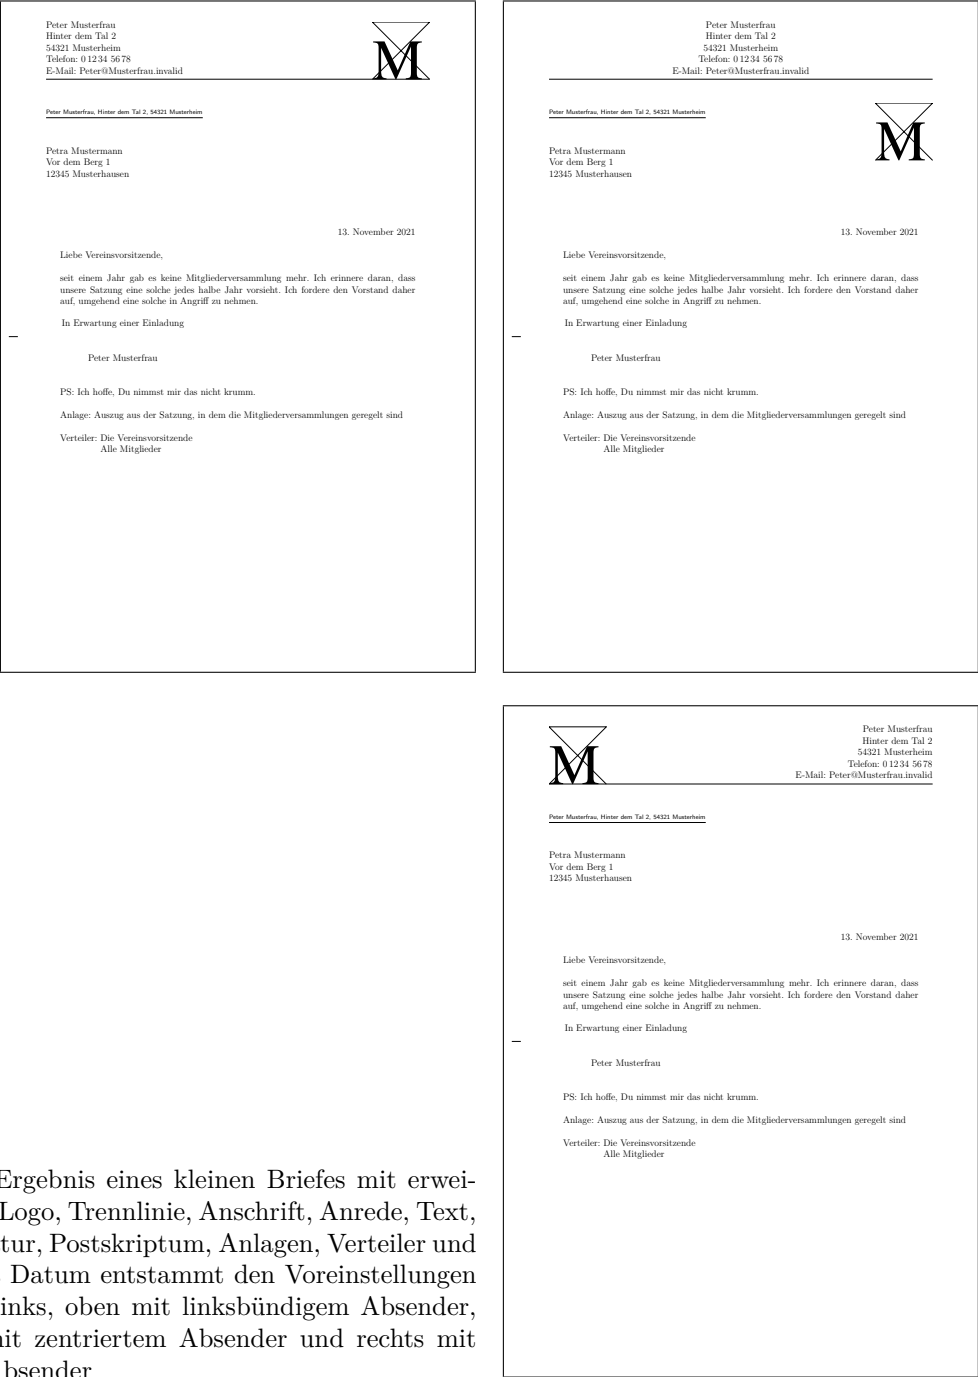 Peter Musterfrau
Hinter dem Tal 2
54321 Musterheim
Telefon: 0 12 34 56 78
E-Mail: Peter@Musterfrau.invalid
M
Peter Musterfrau, Hinter dem Tal 2, 54321 Musterheim
Petra Mustermann
Vor dem Berg 1
12345 Musterhausen
13. November 2021
Liebe Vereinsvorsitzende,
seit einem Jahr gab es keine Mitgliederversammlung mehr. Ich erinnere daran, dass
unsere Satzung eine solche jedes halbe Jahr vorsieht. Ich fordere den Vorstand daher
auf, umgehend eine solche in Angriff zu nehmen.
In Erwartung einer Einladung
Peter Musterfrau
PS: Ich hoffe, Du nimmst mir das nicht krumm.
Anlage: Auszug aus der Satzung, in dem die Mitgliederversammlungen geregelt sind
Verteiler: Die Vereinsvorsitzende
Alle Mitglieder
Peter Musterfrau
Hinter dem Tal 2
54321 Musterheim
Telefon: 0 12 34 56 78
E-Mail: Peter@Musterfrau.invalid
Peter Musterfrau, Hinter dem Tal 2, 54321 Musterheim
M
Petra Mustermann
Vor dem Berg 1
12345 Musterhausen
13. November 2021
Liebe Vereinsvorsitzende,
seit einem Jahr gab es keine Mitgliederversammlung mehr. Ich erinnere daran, dass
unsere Satzung eine solche jedes halbe Jahr vorsieht. Ich fordere den Vorstand daher
auf, umgehend eine solche in Angriff zu nehmen.
In Erwartung einer Einladung
Peter Musterfrau
PS: Ich hoffe, Du nimmst mir das nicht krumm.
Anlage: Auszug aus der Satzung, in dem die Mitgliederversammlungen geregelt sind
Verteiler: Die Vereinsvorsitzende
Alle Mitglieder
M
Peter Musterfrau
Hinter dem Tal 2
54321 Musterheim
Telefon: 0 12 34 56 78
E-Mail: Peter@Musterfrau.invalid
Peter Musterfrau, Hinter dem Tal 2, 54321 Musterheim
Petra Mustermann
Vor dem Berg 1
12345 Musterhausen
13. November 2021
Liebe Vereinsvorsitzende,
seit einem Jahr gab es keine Mitgliederversammlung mehr. Ich erinnere daran, dass
unsere Satzung eine solche jedes halbe Jahr vorsieht. Ich fordere den Vorstand daher
auf, umgehend eine solche in Angriff zu nehmen.
In Erwartung einer Einladung
Peter Musterfrau
PS: Ich hoffe, Du nimmst mir das nicht krumm.
Anlage: Auszug aus der Satzung, in dem die Mitgliederversammlungen geregelt sind
Verteiler: Die Vereinsvorsitzende
Alle Mitglieder
Ergebnis eines kleinen Briefes mit erwei-
Logo, Trennlinie, Anschrift, Anrede, Text,
tur, Postskriptum, Anlagen, Verteiler und
Datum entstammt den Voreinstellungen
inks, oben mit linksbündigem Absender,
it zentriertem Absender und rechts mit
bsender